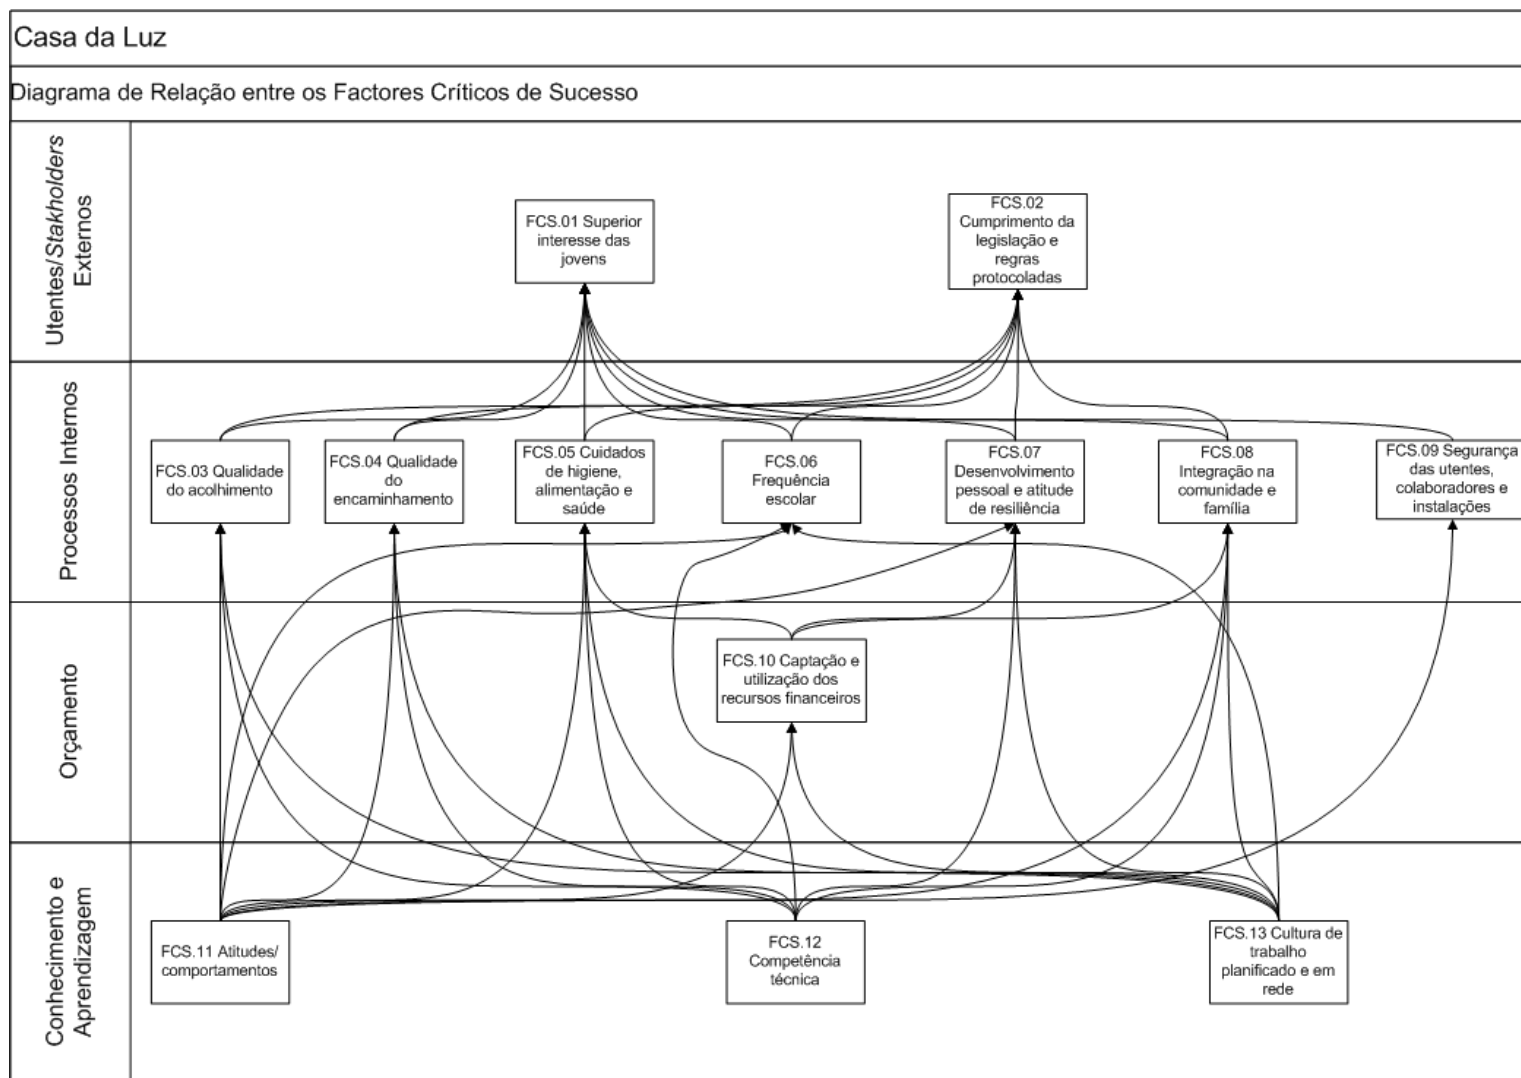 Casa da Luz
Diagrama de Relação entre os Factores Críticos de Sucesso
Utentes/Stakholders
Externos
FCS.01 Superior
interesse das
jovens
FCS.02
Cumprimento da
legislação e
regras
protocoladas
Processos Internos
FCS.03 Qualidade
do acolhimento
FCS.04 Qualidade
do
encaminhamento
FCS.05 Cuidados
de higiene,
alimentação e
saúde
FCS.06
Frequência
escolar
FCS.07
Desenvolvimento
pessoal e atitude
de resiliência
FCS.08
Integração na
comunidade e
família
FCS.09 Segurança
das utentes,
colaboradores e
instalações
Orçamento
FCS.10 Captação e
utilização dos
recursos financeiros
Conhecimento e
Aprendizagem
FCS.11 Atitudes/
comportamentos
FCS.12
Competência
técnica
FCS.13 Cultura de
trabalho
planificado e em
rede